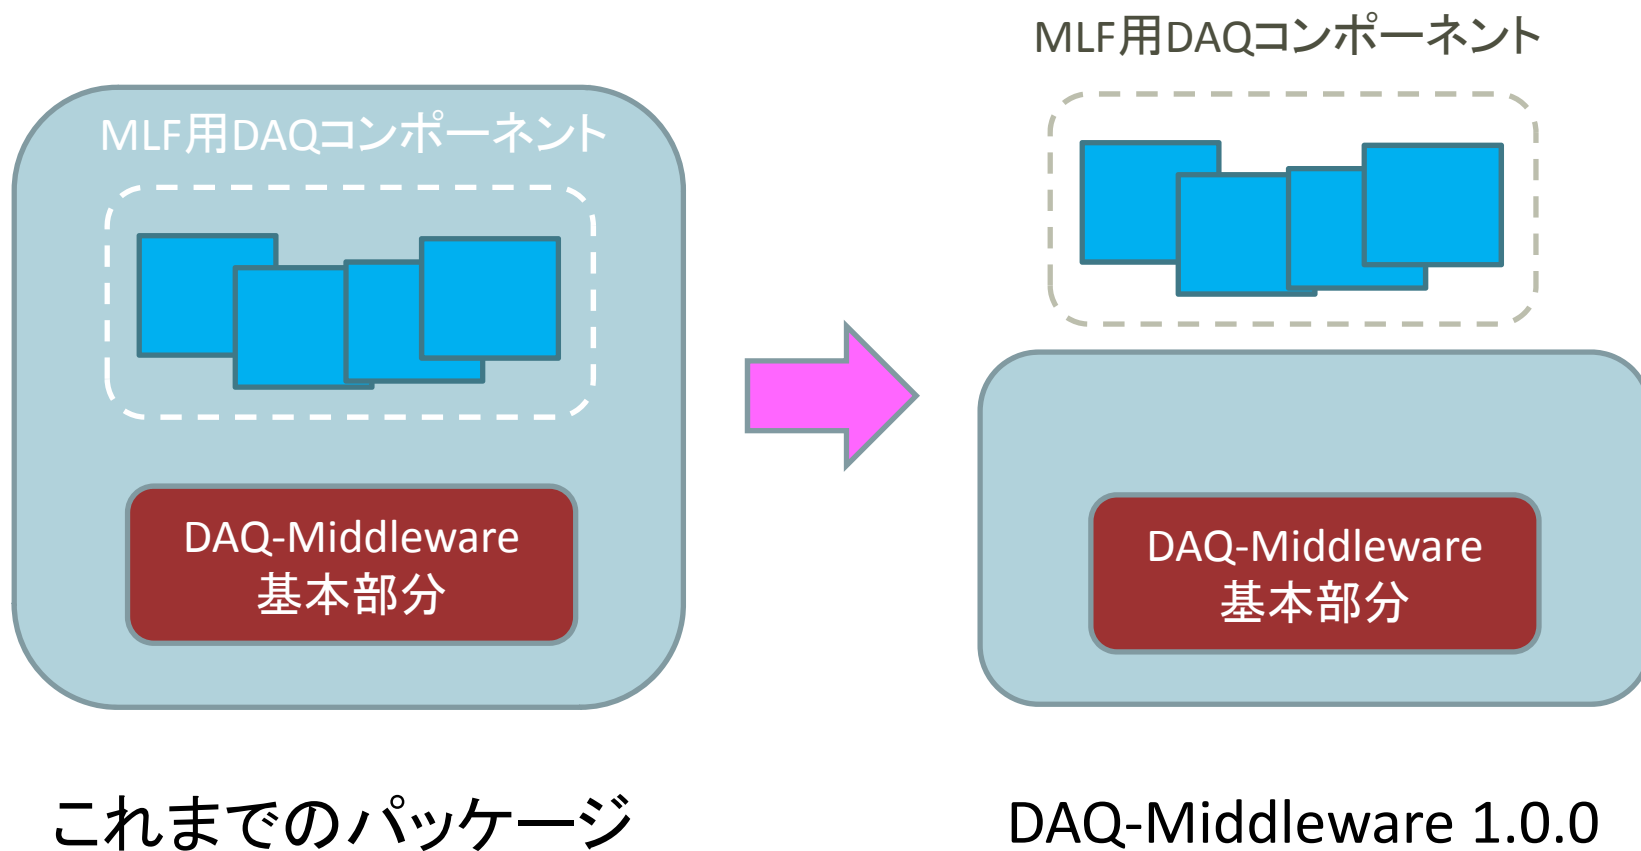 MLF用DAQコンポーネント
DAQ-Middleware
基本部分
これまでのパッケージ
MLF用DAQコンポーネント
DAQ-Middleware
基本部分
DAQ-Middleware 1.0.0